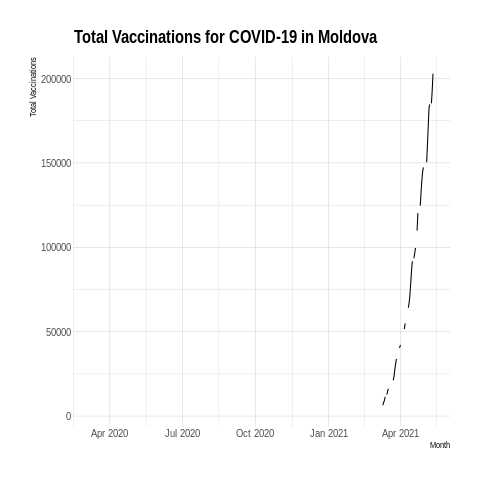 Total Vaccinations for COVID-19 in Moldova
Total Vaccinations
200000
150000
100000
50000
0
Apr 2020 Jul 2020 Oct 2020 Jan 2021 Apr 2021
Month